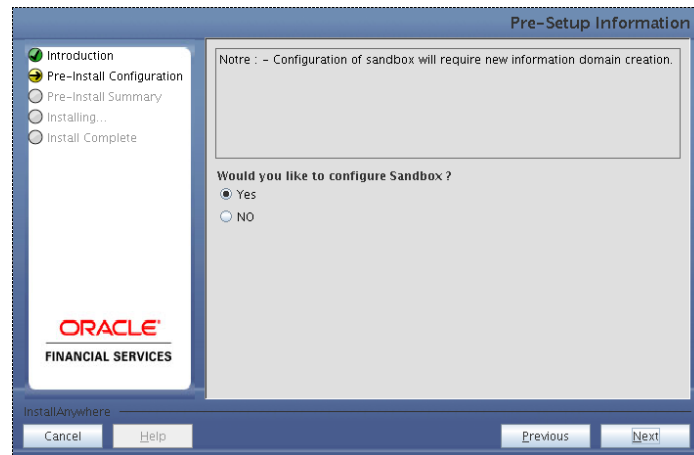 Pre-Setup Information
Introduction
Pre-Install Configuration
Pre-Install Summary
Installing...
Install Complete
ORACLE
FINANCIAL SERVICES
Notre : - Configuration of sandbox will require new information domain creation.
Would you like to configure Sandbox ?
Yes
NO
InstallAnywhere
Cancel
Help
Previous
Next